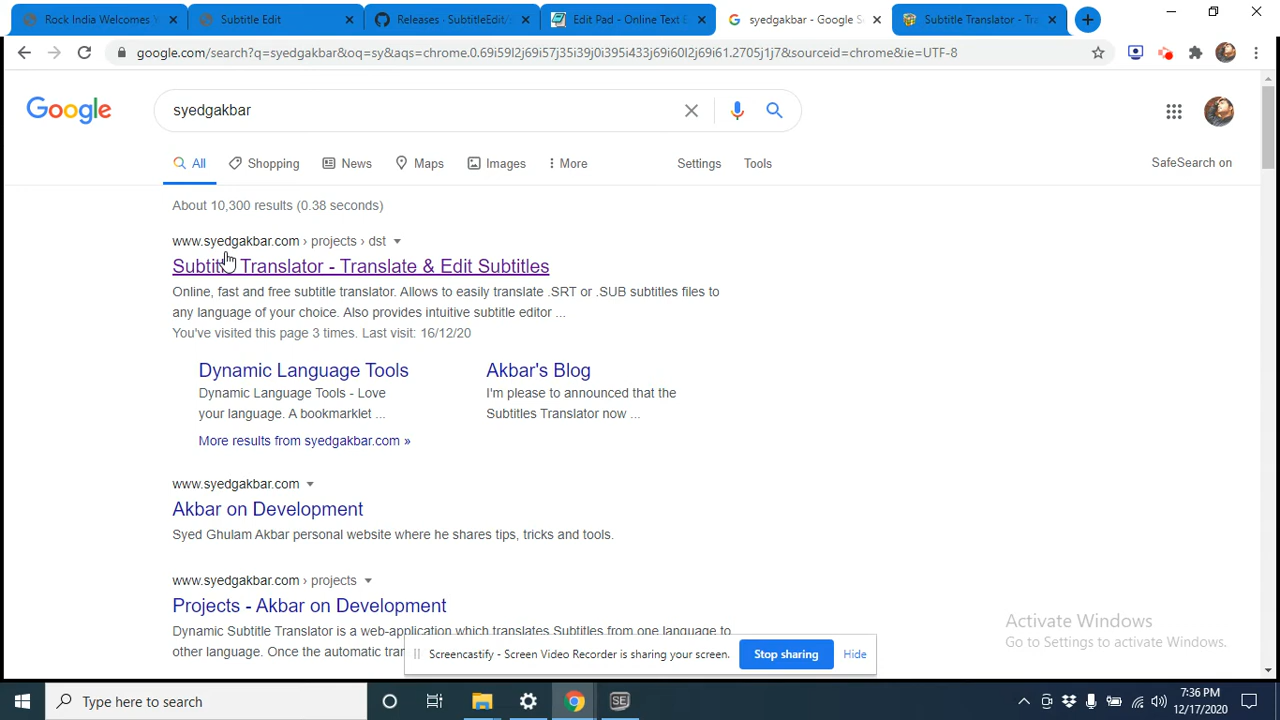 Rock India Welcomes Y
Subtitle Edit
Releases · SubtitleEdit/s
Edit Pad - Online Text E
syedgakbar - Google Se
Subtitle Translator - Tra
google.com/search?q=syedgakbar&oq=sy&aqs=chrome.0.69i59l2j69i57j35i39j0i395i433j69i60l2j69i61.2705j1j7&sourceid=chrome&ie=UTF-8
Google
syedgakbar
All
Shopping
News
Maps
Images
More
Settings
Tools
SafeSearch on
About 10,300 results (0.38 seconds)
www.syedgakbar.com › projects › dst
Subtitle Translator - Translate & Edit Subtitles
Online, fast and free subtitle translator. Allows to easily translate .SRT or .SUB subtitles files to
any language of your choice. Also provides intuitive subtitle editor ...
You've visited this page 3 times. Last visit: 16/12/20
Dynamic Language Tools
Dynamic Language Tools - Love
your language. A bookmarklet ...
Akbar's Blog
I'm please to announced that the
Subtitles Translator now ...
More results from syedgakbar.com »
www.syedgakbar.com
Akbar on Development
Syed Ghulam Akbar personal website where he shares tips, tricks and tools.
www.syedgakbar.com › projects
Projects - Akbar on Development
Dynamic Subtitle Translator is a web-application which translates Subtitles from one language to
other language. Once the automatic tra
Screencastify - Screen Video Recorder is sharing your screen.
Stop sharing
Hide
Activate Windows
Go to Settings to activate Windows.
Type here to search
SE
7:36 PM
12/17/2020